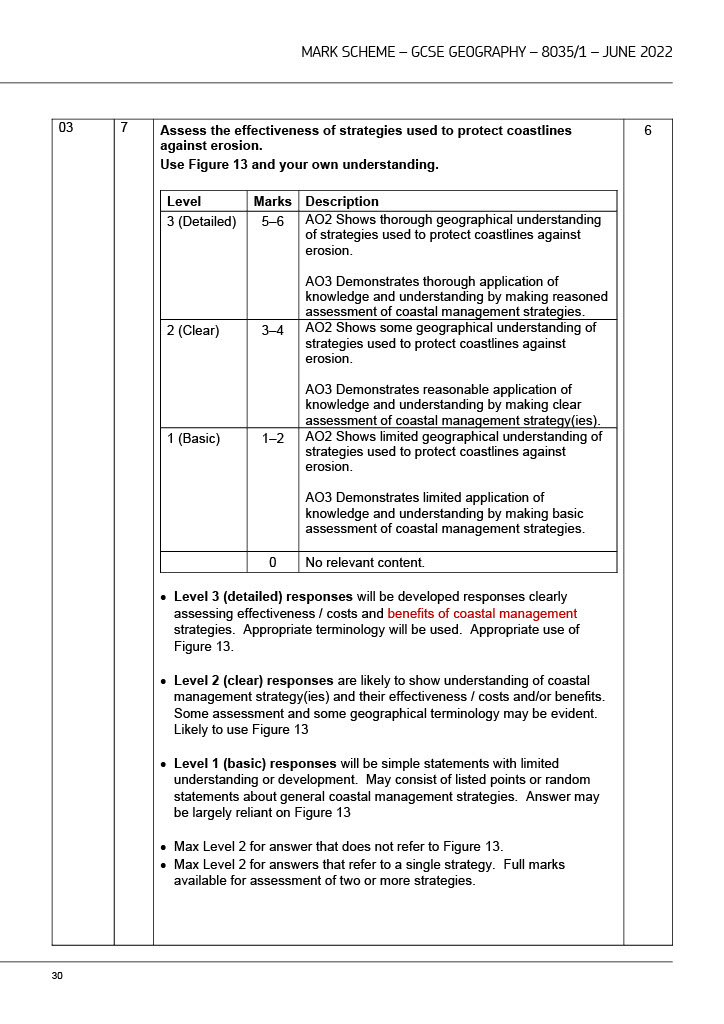 MARK SCHEME – GCSE GEOGRAPHY – 8035/1 – JUNE 2022
03 7 Assess the effectiveness of strategies used to protect coastlines 6
against erosion.
Use Figure 13 and your own understanding.
Level Marks Description
3 (Detailed) 5–6 AO2 Shows thorough geographical understanding
of strategies used to protect coastlines against
erosion.
AO3 Demonstrates thorough application of
knowledge and understanding by making reasoned
assessment of coastal management strategies.
2 (Clear) 3–4 AO2 Shows some geographical understanding of
strategies used to protect coastlines against
erosion.
AO3 Demonstrates reasonable application of
knowledge and understanding by making clear
assessment of coastal management strategy(ies).
1 (Basic) 1–2 AO2 Shows limited geographical understanding of
strategies used to protect coastlines against
erosion.
AO3 Demonstrates limited application of
knowledge and understanding by making basic
assessment of coastal management strategies.
0 No relevant content.
• Level 3 (detailed) responses will be developed responses clearly
assessing effectiveness / costs and benefits of coastal management
strategies. Appropriate terminology will be used. Appropriate use of
Figure 13.
• Level 2 (clear) responses are likely to show understanding of coastal
management strategy(ies) and their effectiveness / costs and/or benefits.
Some assessment and some geographical terminology may be evident.
Likely to use Figure 13
• Level 1 (basic) responses will be simple statements with limited
understanding or development. May consist of listed points or random
statements about general coastal management strategies. Answer may
be largely reliant on Figure 13
• Max Level 2 for answer that does not refer to Figure 13.
• Max Level 2 for answers that refer to a single strategy. Full marks
available for assessment of two or more strategies.
30